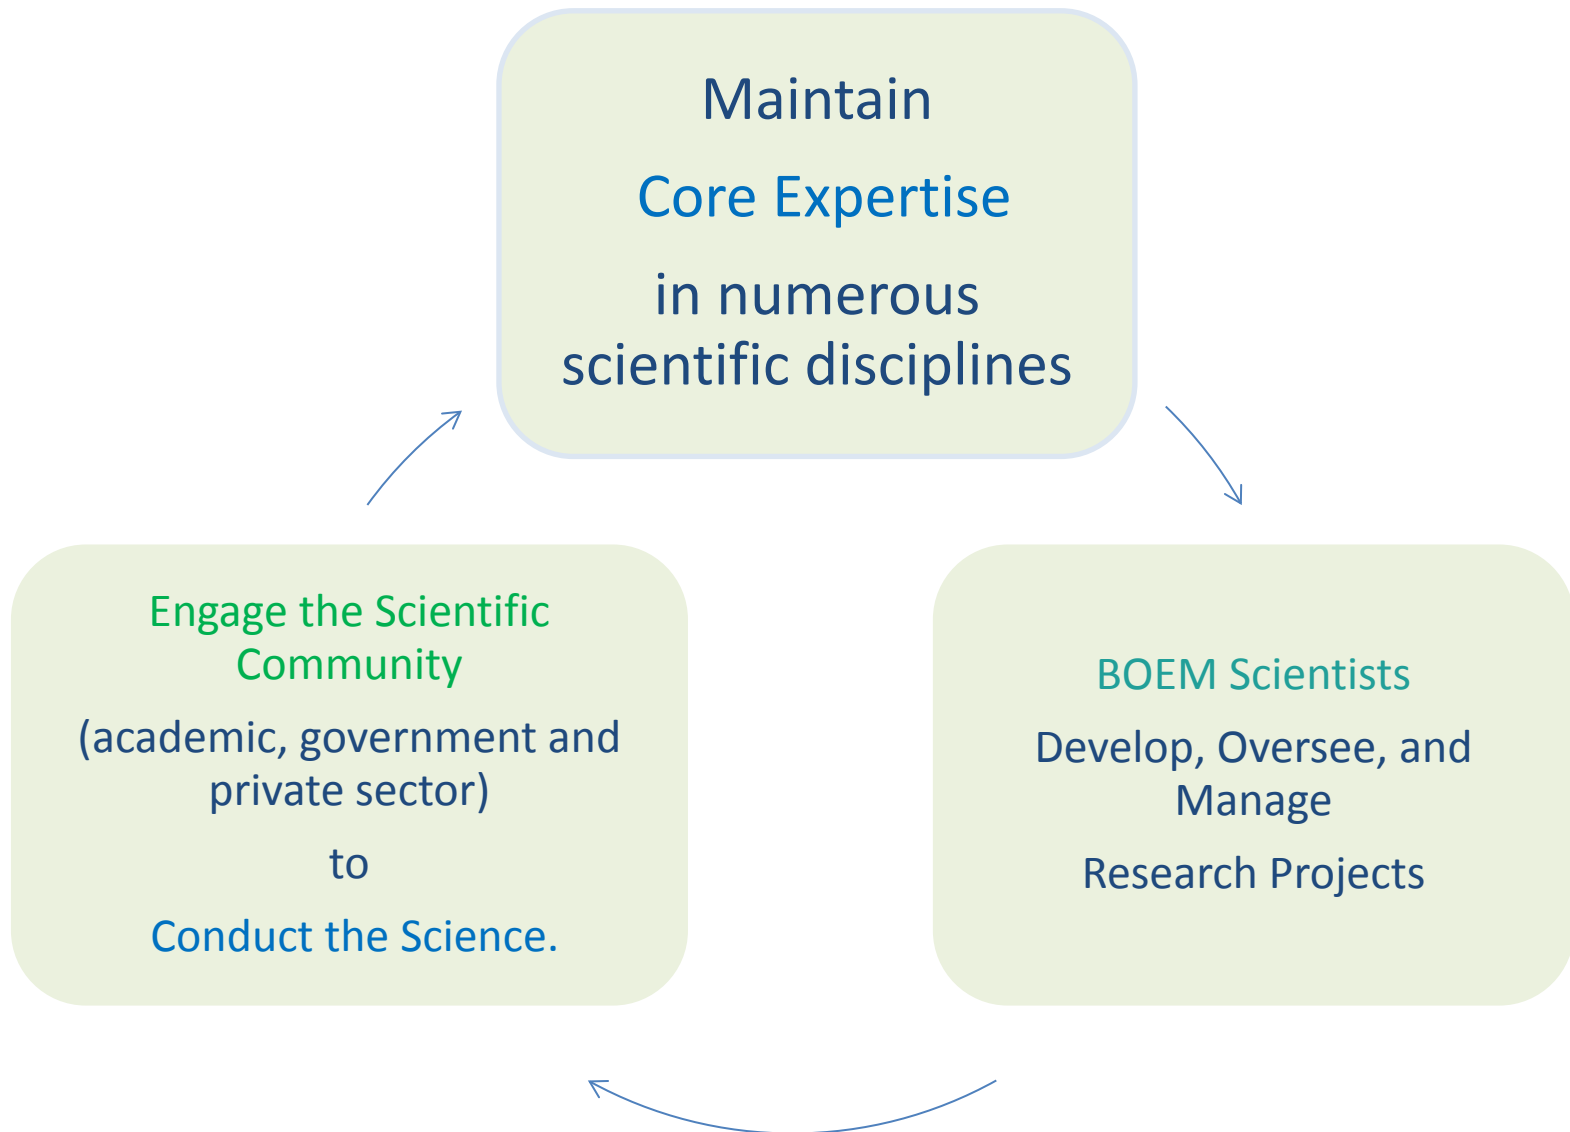 Maintain
Core Expertise
in numerous
scientific disciplines
Engage the Scientific
Community
(academic, government and
private sector)
to
Conduct the Science.
BOEM Scientists
Develop, Oversee, and
Manage
Research Projects